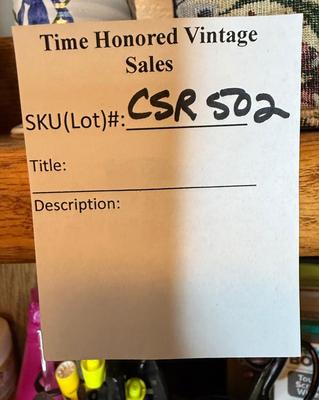 Time Honored Vintage
Sales
SKU(Lot)#: CSR 502
Title:
Description: